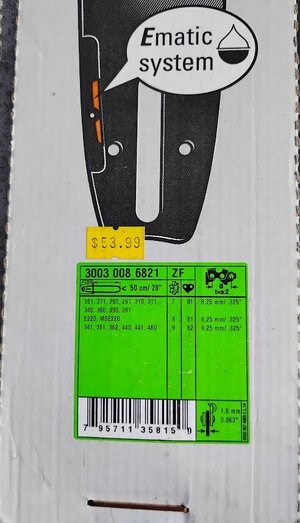 Ematic
system
$53.99
3003 008 6821 ZF
< 50 cm/ 20" a t=a:2
261, 271, 290, 291, 310, 311, 7 81 8,25 mm/ .325"
340, 360, 390, 391
E220, MSE220 8 81 8,25 mm/ .325"
341, 361, 362, 440, 441, 460 9 82 8,25 mm/ .325"
1.6 mm
0.063"
7 95711 35815 0